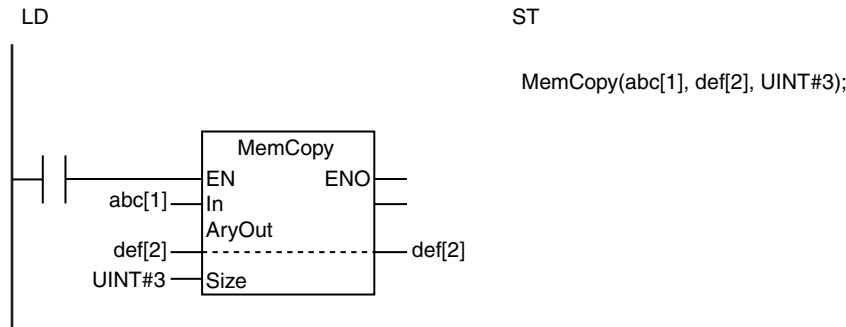 LD
ST
MemCopy(abc[1], def[2], UINT#3);
MemCopy
EN ENO
abc[1] In
AryOut
def[2] def[2]
UINT#3 Size